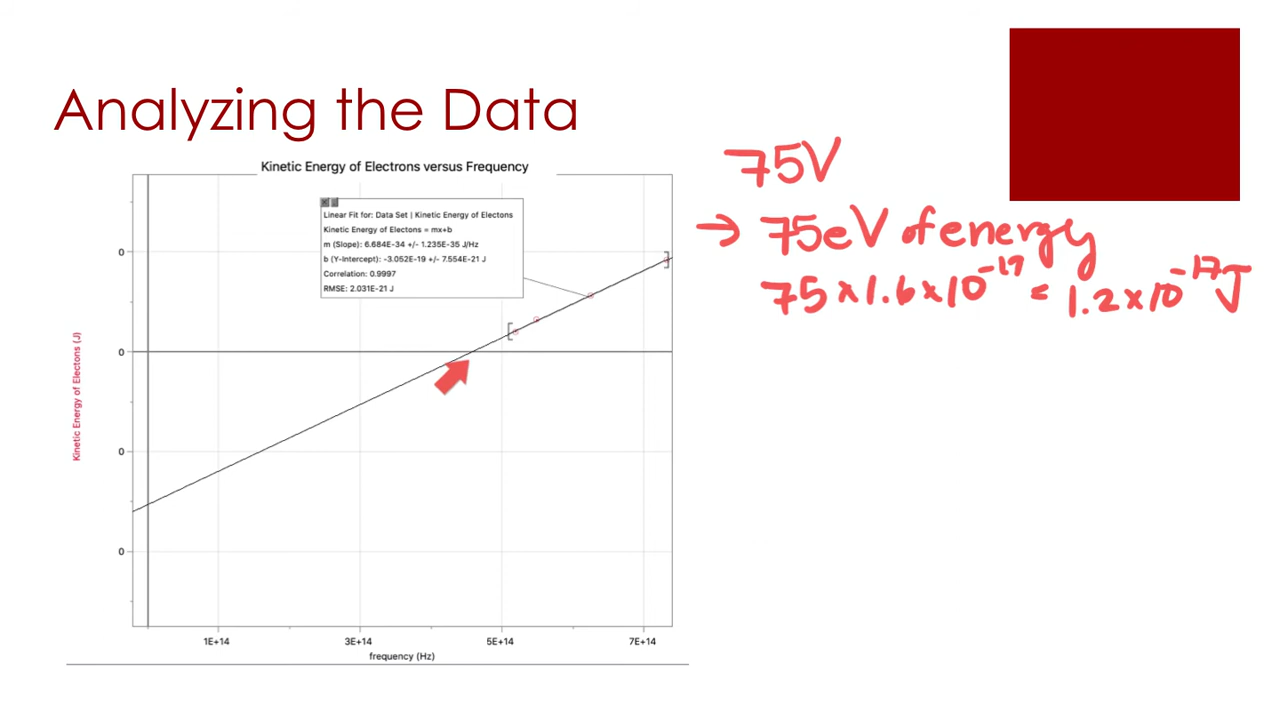 Analyzing the Data
Kinetic Energy of Electrons versus Frequency
Linear Fit for: Data Set | Kinetic Energy of Electons
Kinetic Energy of Electons = mx+b
m (Slope): 6.684E-34 +/- 1.235E-35 J/Hz
b (Y-Intercept): -3.052E-19 +/- 7.554E-21 J
Correlation: 0.9997
RMSE: 2.031E-21 J
Kinetic Energy of Electons (J)
0
0
0
0
1E+14
3E+14
5E+14
7E+14
frequency (Hz)
75V
→ 75eV of energy
75 x 1.6 x 10⁻¹⁹ = 1.2 x 10⁻¹⁷J